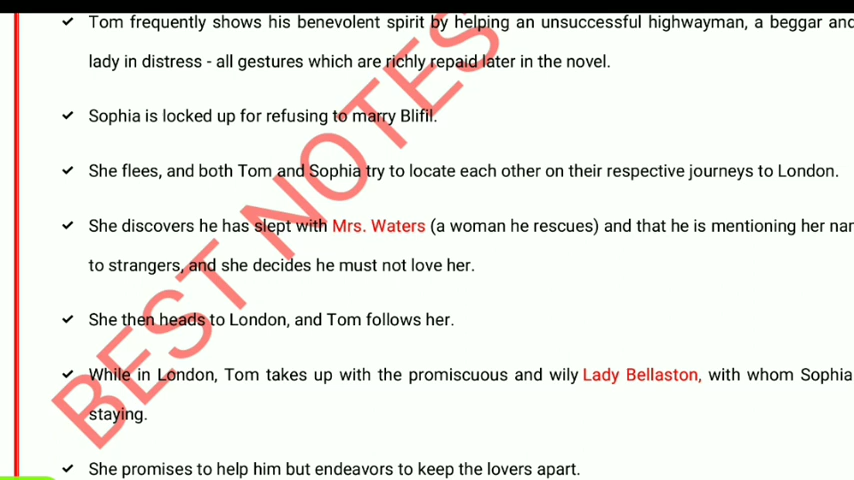 ✓ Tom frequently shows his benevolent spirit by helping an unsuccessful highwayman, a beggar and
lady in distress - all gestures which are richly repaid later in the novel.
✓ Sophia is locked up for refusing to marry Blifil.
✓ She flees, and both Tom and Sophia try to locate each other on their respective journeys to London.
✓ She discovers he has slept with Mrs. Waters (a woman he rescues) and that he is mentioning her nam
to strangers, and she decides he must not love her.
✓ She then heads to London, and Tom follows her.
✓ While in London, Tom takes up with the promiscuous and wily Lady Bellaston, with whom Sophia
staying.
✓ She promises to help him but endeavors to keep the lovers apart.
BEST NOTES